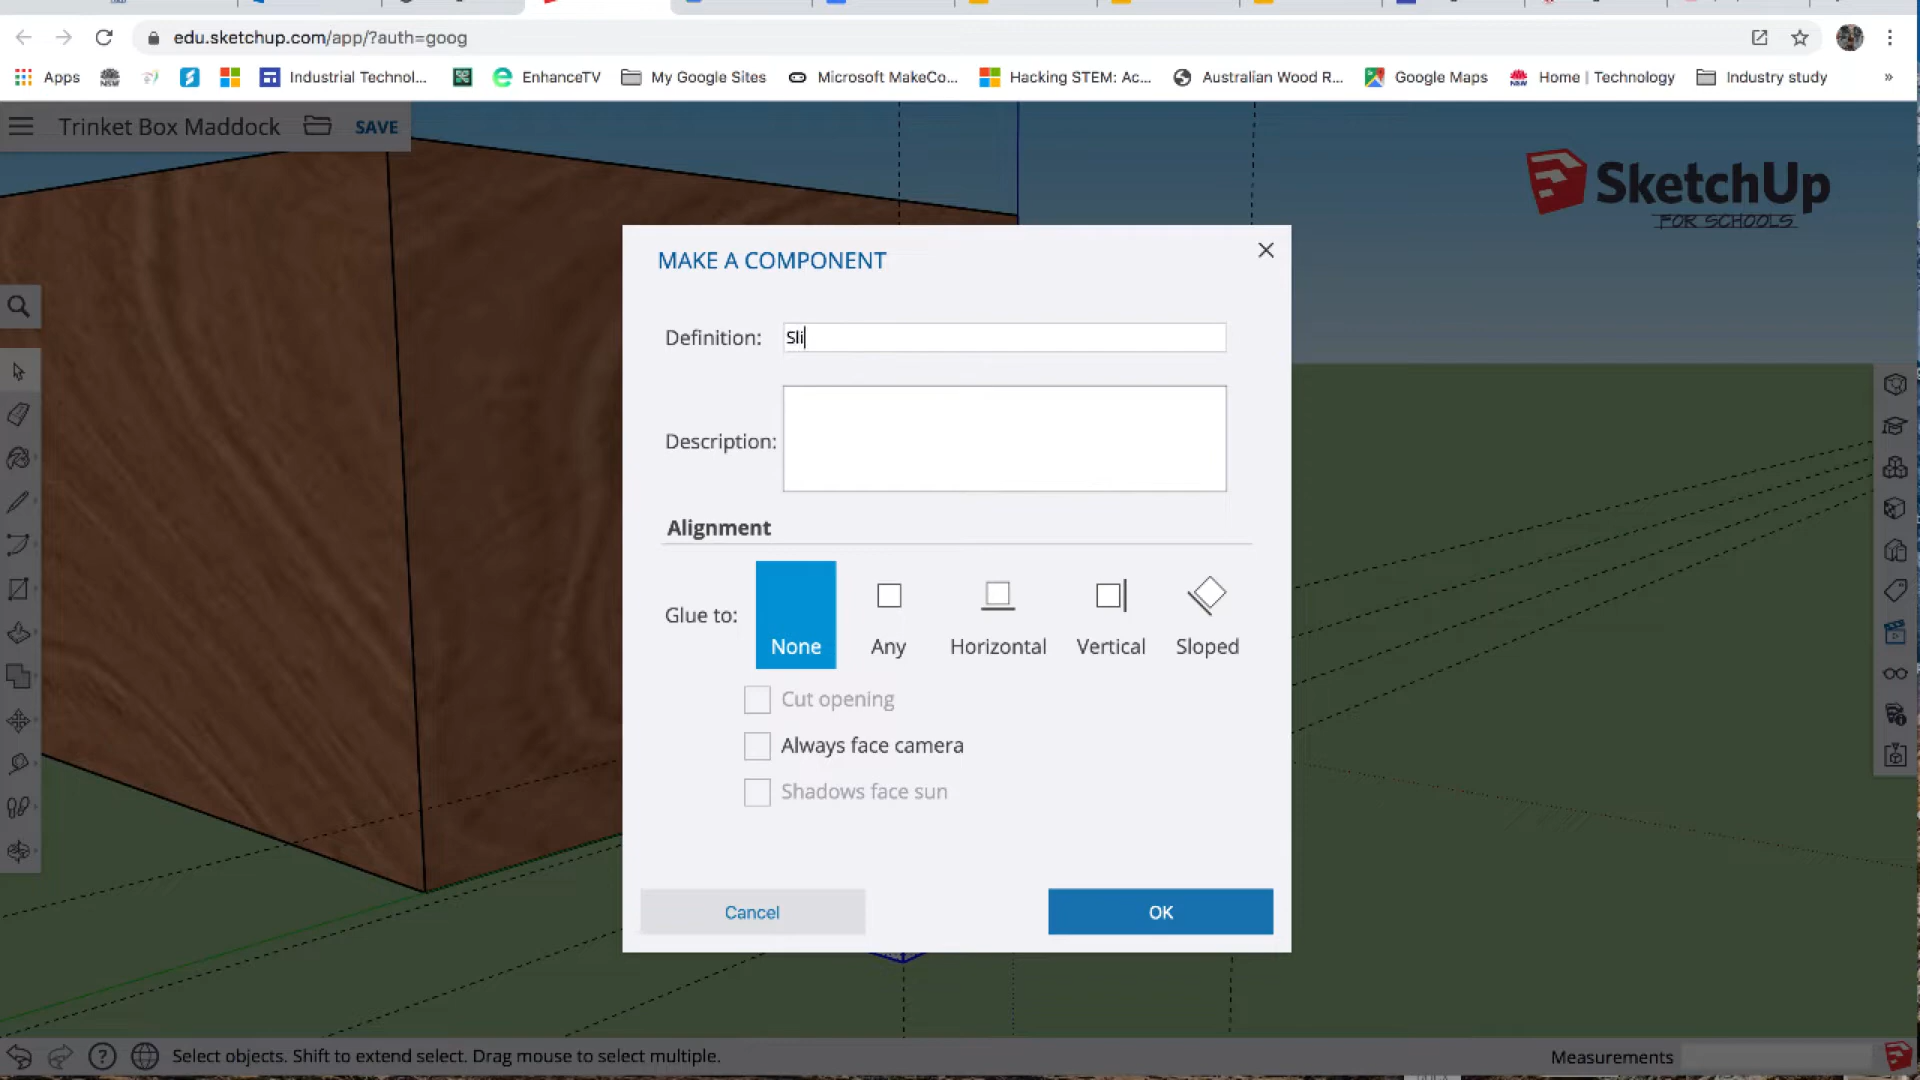 edu.sketchup.com/app/?auth=goog
Apps Industrial Technol... EnhanceTV My Google Sites Microsoft MakeCo... Hacking STEM: Ac... Australian Wood R... Google Maps Home | Technology Industry study »
Trinket Box Maddock SAVE
SketchUp
FOR SCHOOLS
MAKE A COMPONENT
Definition: Sli
Description:
Alignment
Glue to: None Any Horizontal Vertical Sloped
Cut opening
Always face camera
Shadows face sun
Cancel OK
Select objects. Shift to extend select. Drag mouse to select multiple. Measurements